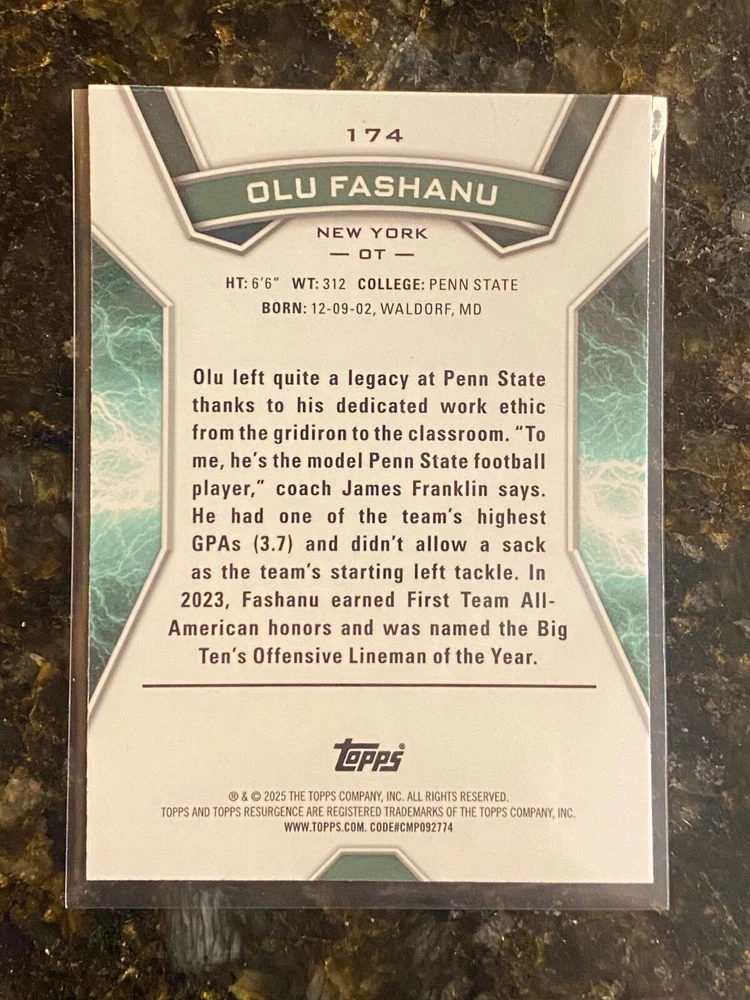 174
OLU FASHANU
NEW YORK
— OT —
HT: 6'6" WT: 312 COLLEGE: PENN STATE
BORN: 12-09-02, WALDORF, MD
Olu left quite a legacy at Penn State
thanks to his dedicated work ethic
from the gridiron to the classroom. “To
me, he’s the model Penn State football
player,” coach James Franklin says.
He had one of the team’s highest
GPAs (3.7) and didn’t allow a sack
as the team’s starting left tackle. In
2023, Fashanu earned First Team All-
American honors and was named the Big
Ten’s Offensive Lineman of the Year.
topps®
® & © 2025 THE TOPPS COMPANY, INC. ALL RIGHTS RESERVED.
TOPPS AND TOPPS RESURGENCE ARE REGISTERED TRADEMARKS OF THE TOPPS COMPANY, INC.
WWW.TOPPS.COM. CODE#CMP092774